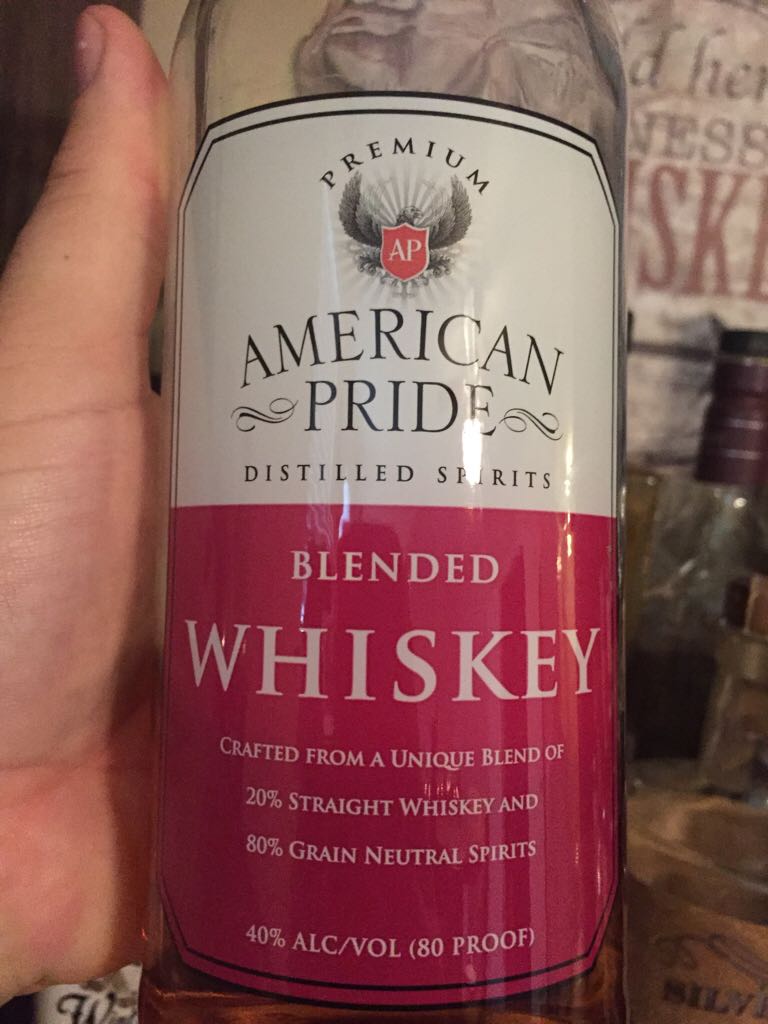 PREMIUM
AP
AMERICAN
PRIDE
DISTILLED SPIRITS
BLENDED
WHISKEY
CRAFTED FROM A UNIQUE BLEND OF
20% STRAIGHT WHISKEY AND
80% GRAIN NEUTRAL SPIRITS
40% ALC/VOL (80 PROOF)